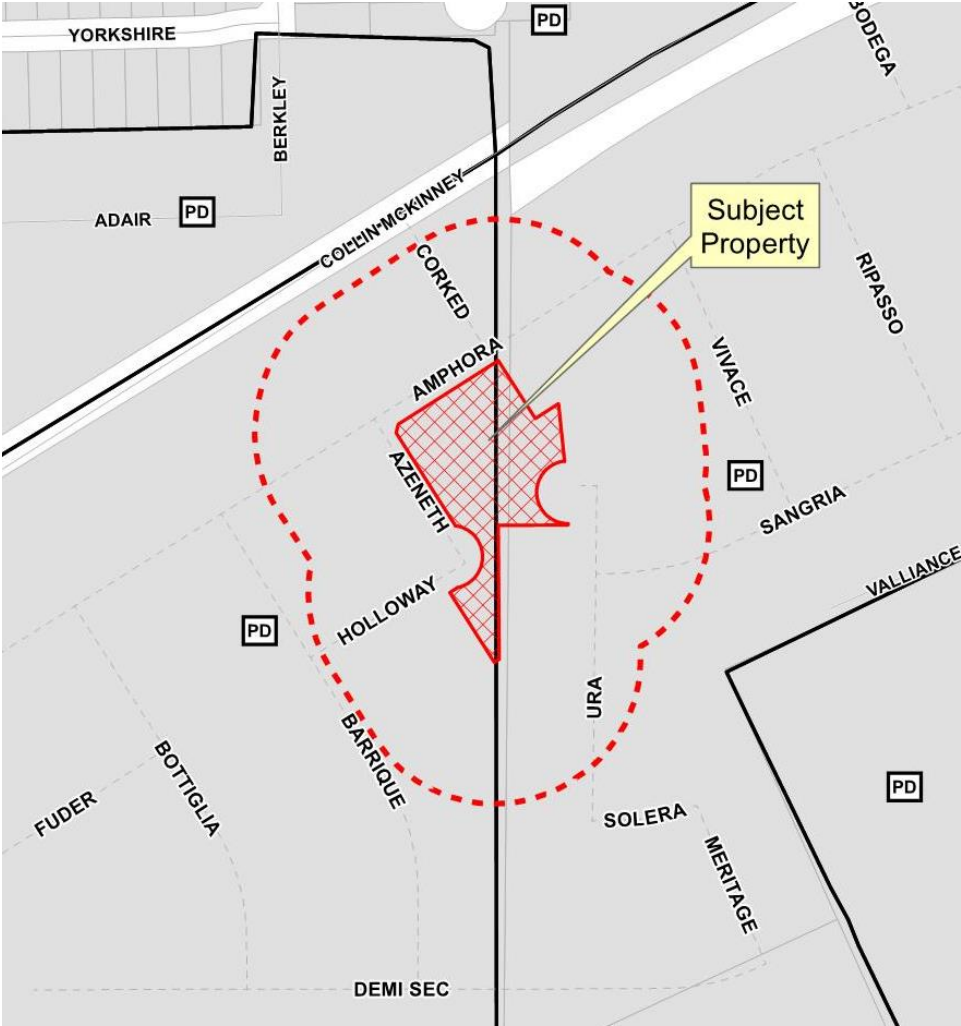 PD
YORKSHIRE
BODEGA
BERKLEY
COLLIN MCKINNEY
PD
ADAIR
Subject
Property
CORKED
RIPASSO
AMPHORA
VIVACE
AZENETH
PD
SANGRIA
VALLIANCE
HOLLOWAY
PD
URA
BARRIQUE
BOTTIGLIA
PD
FUDER
SOLERA
MERITAGE
DEMI SEC